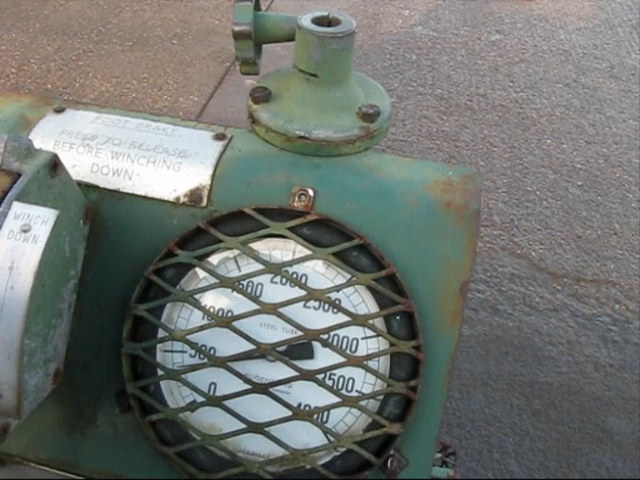 FOOT BRAKE
PRESS TO RELEASE
BEFORE WINCHING
DOWN
WINCH
DOWN
0
500
1000
500
2000
2500
3000
3500
4000
STEEL TUBE